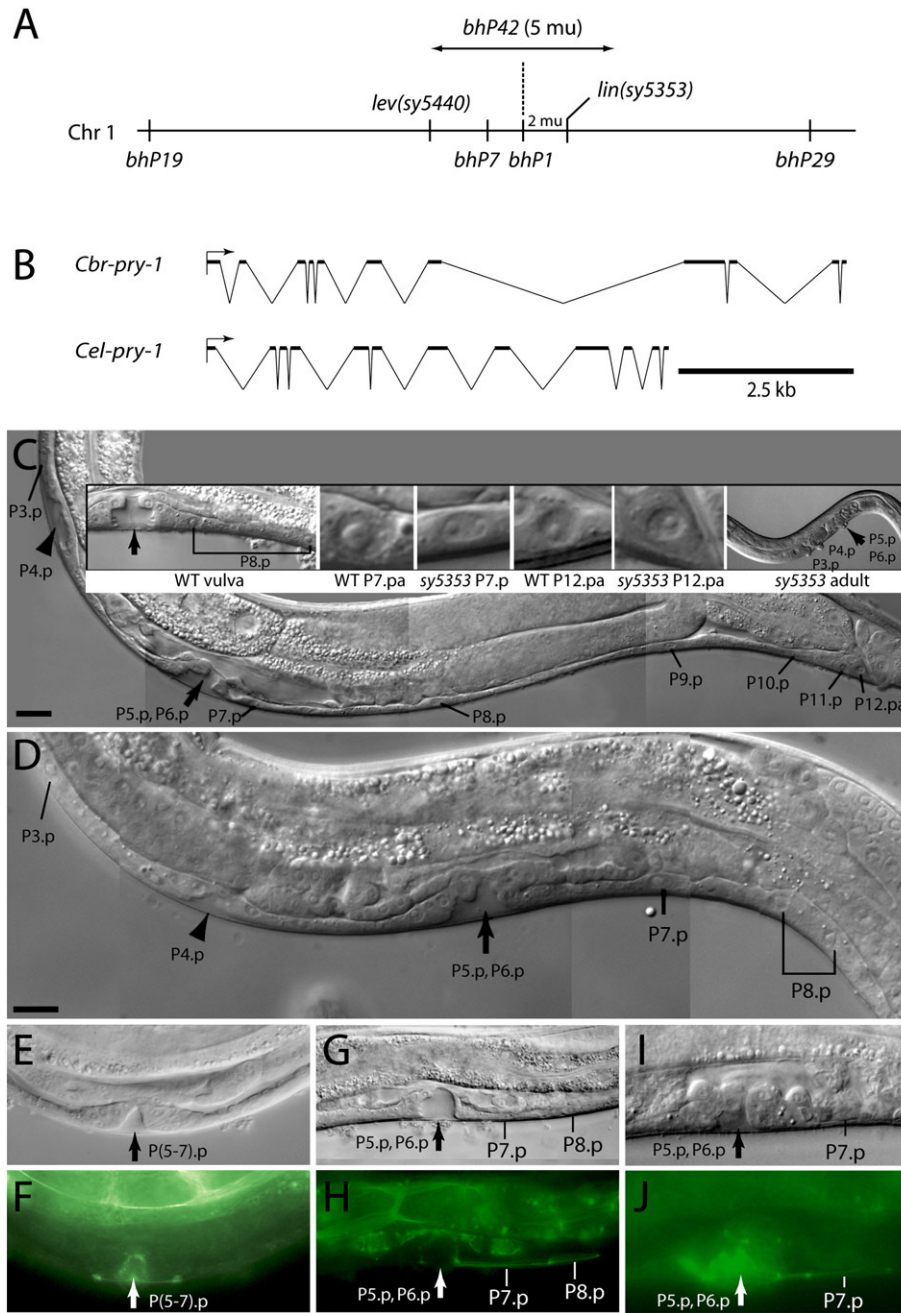 A
bhP42 (5 mu)
lin(sy5353)
lev(sy5440)
2 mu
Chr 1
bhP19
bhP7
bhP1
bhP29
B
Cbr-pry-1
Cel-pry-1
2.5 kb
C
P3.p
P4.p
P8.p
P5.p
P4.p
P3.p
P6.p
WT vulva
WT P7.pa
sy5353 P7.p
WT P12.pa
sy5353 P12.pa
sy5353 adult
P5.p, P6.p
P7.p
P8.p
P9.p
P10.p
P11.p
P12.pa
D
P3.p
P4.p
P5.p, P6.p
P7.p
P8.p
E
P(5-7).p
G
P5.p, P6.p
P7.p
P8.p
I
P5.p, P6.p
P7.p
F
P(5-7).p
H
P5.p, P6.p
P7.p
P8.p
J
P5.p, P6.p
P7.p